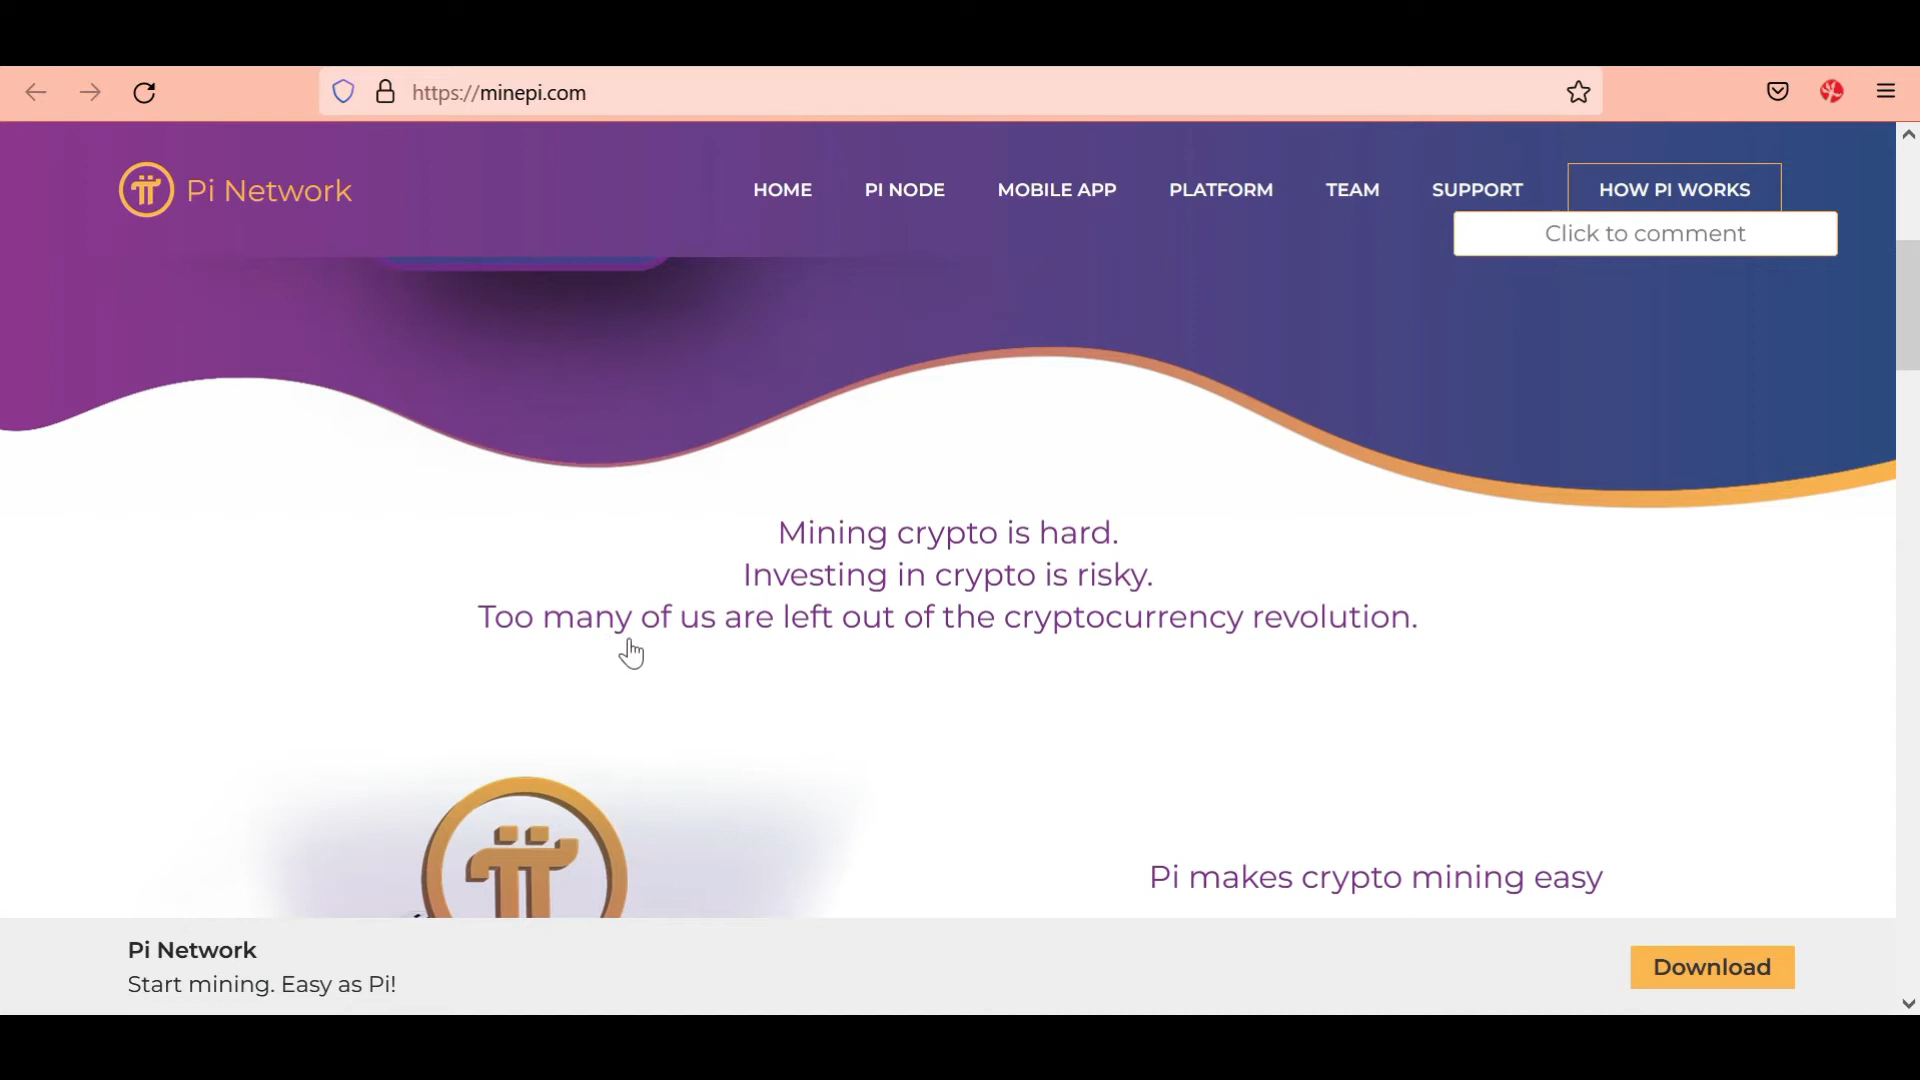 https://minepi.com
Pi Network
HOME
PI NODE
MOBILE APP
PLATFORM
TEAM
SUPPORT
HOW PI WORKS
Click to comment
Mining crypto is hard.
Investing in crypto is risky.
Too many of us are left out of the cryptocurrency revolution.
Pi makes crypto mining easy
Pi Network
Start mining. Easy as Pi!
Download